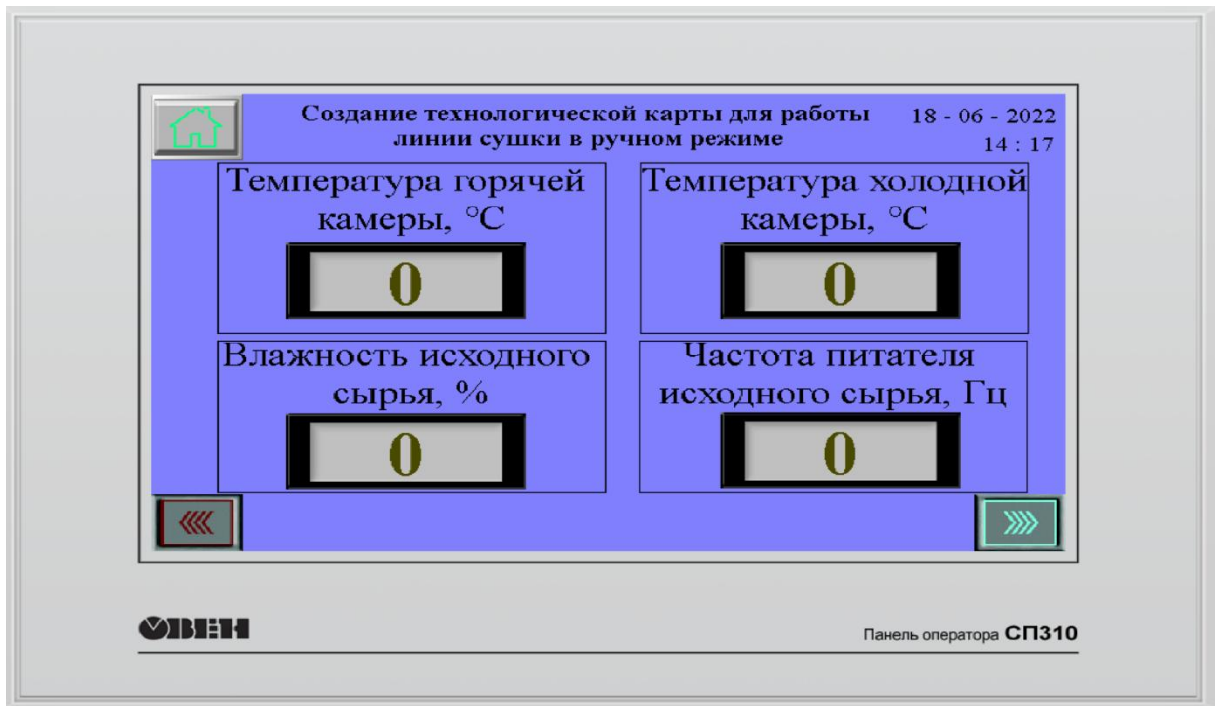 Создание технологической карты для работы
линии сушки в ручном режиме
18 - 06 - 2022
14 : 17
Температура горячей
камеры, °C
0
Температура холодной
камеры, °C
0
Влажность исходного
сырья, %
0
Частота питателя
исходного сырья, Гц
0
ОВЕН
Панель оператора СП310